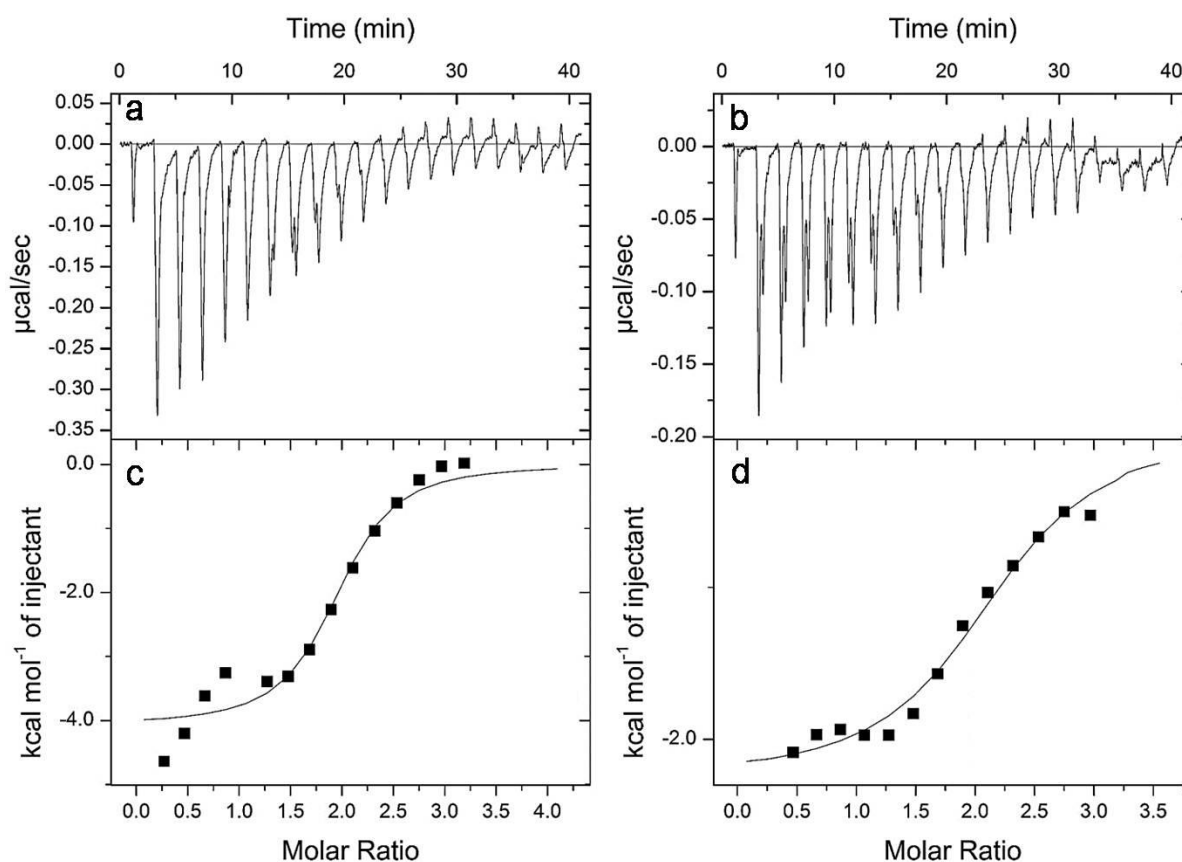 Time (min)
0 10 20 30 40
a
0.05
0.00
-0.05
-0.10
-0.15
-0.20
-0.25
-0.30
-0.35
µcal/sec
Time (min)
0 10 20 30 40
b
0.00
-0.05
-0.10
-0.15
-0.20
µcal/sec
c
0.0
-2.0
-4.0
kcal mol⁻¹ of injectant
0.0 0.5 1.0 1.5 2.0 2.5 3.0 3.5 4.0
Molar Ratio
d
-2.0
kcal mol⁻¹ of injectant
0.0 0.5 1.0 1.5 2.0 2.5 3.0 3.5
Molar Ratio